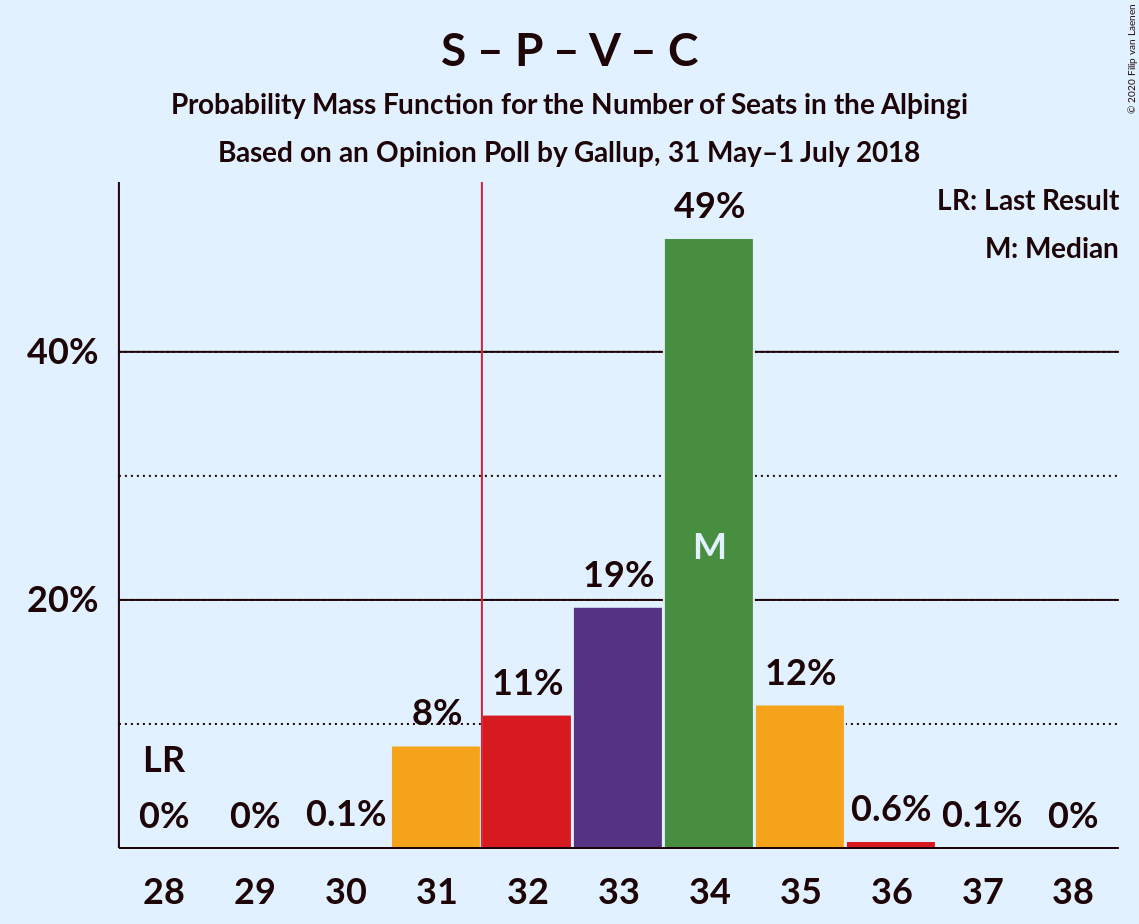 S – P – V – C
Probability Mass Function for the Number of Seats in the Alþingi
Based on an Opinion Poll by Gallup, 31 May–1 July 2018
© 2020 Filip van Laenen
LR: Last Result
M: Median
40%
20%
LR
0%
0%
0.1%
8%
11%
19%
49%
M
12%
0.6%
0.1%
0%
28 29 30 31 32 33 34 35 36 37 38